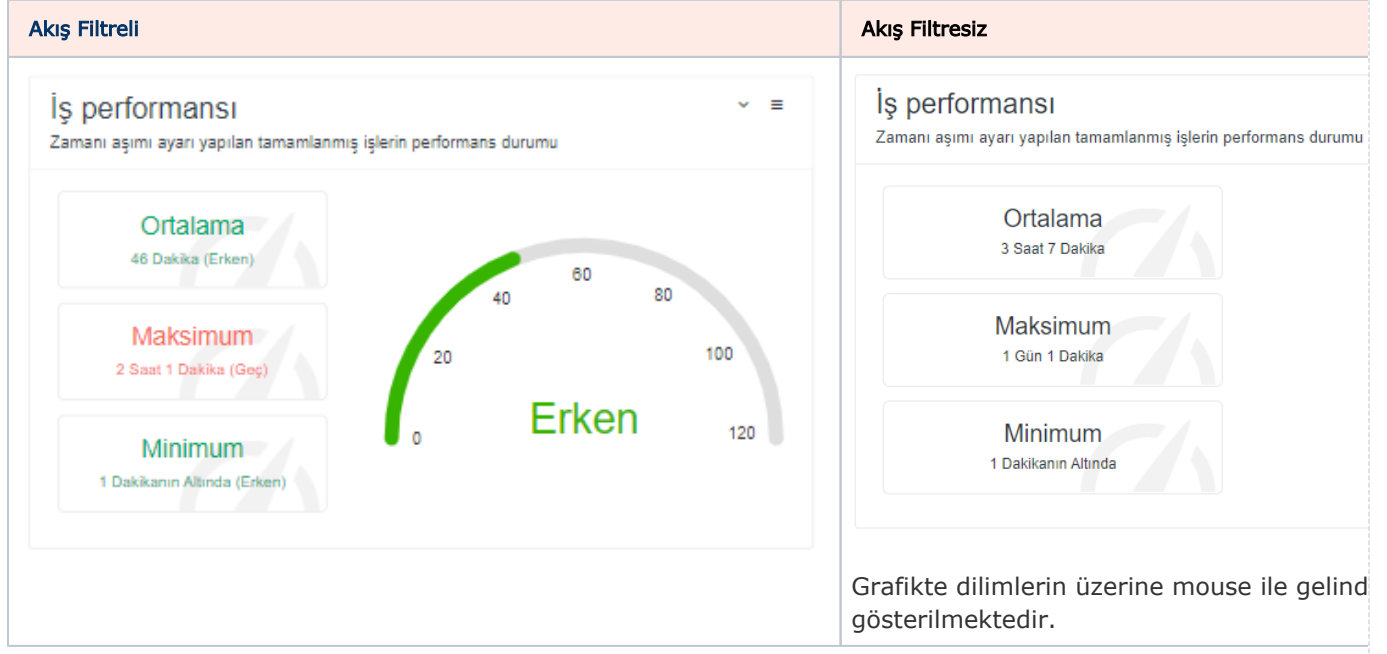 Akış Filtreli
Akış Filtresiz
İş performansı
Zamanı aşımı ayarı yapılan tamamlanmış işlerin performans durumu
Ortalama
46 Dakika (Erken)
Maksimum
2 Saat 1 Dakika (Geç)
Minimum
1 Dakikanın Altında (Erken)
0
20
40
60
80
100
120
Erken
İş performansı
Zamanı aşımı ayarı yapılan tamamlanmış işlerin performans durumu
Ortalama
3 Saat 7 Dakika
Maksimum
1 Gün 1 Dakika
Minimum
1 Dakikanın Altında
Grafikte dilimlerin üzerine mouse ile gelind
gösterilmektedir.